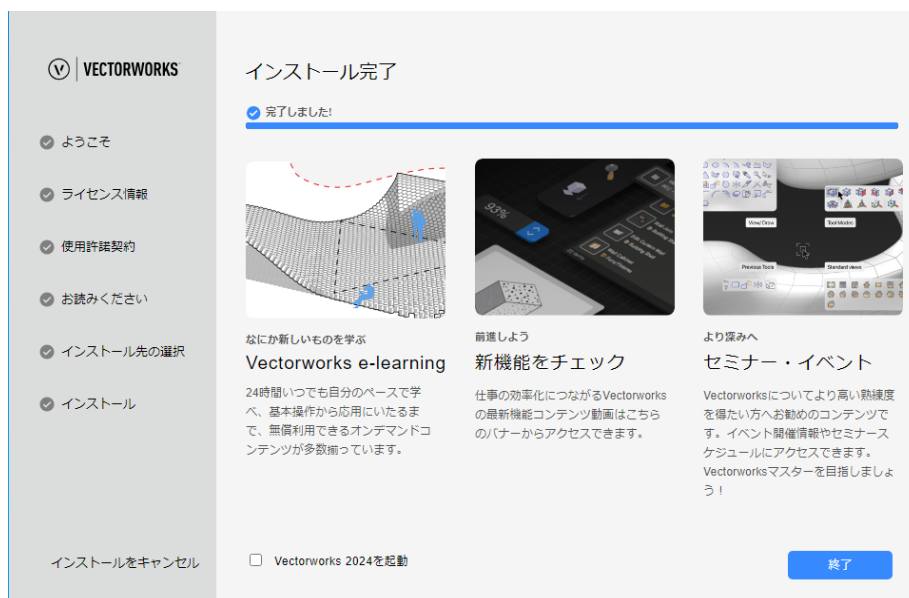 VECTORWORKS
ようこそ
ライセンス情報
使用許諾契約
お読みください
インストール先の選択
インストール
インストールをキャンセル
インストール完了
完了しました!
なにか新しいものを学ぶ
Vectorworks e-learning
24時間いつでも自分のペースで学
べ、基本操作から応用にいたるま
で、無償利用できるオンデマンドコ
ンテンツが多数揃っています。
93%
前進しよう
新機能をチェック
仕事の効率化につながるVectorworks
の最新機能コンテンツ動画はこちら
のバナーからアクセスできます。
View/Draw
Tool Modes
Previous Tools
Standard views
より深みへ
セミナー・イベント
Vectorworksについてより高い熟練度
を得たい方へお勧めのコンテンツで
す。イベント開催情報やセミナース
ケジュールにアクセスできます。
Vectorworksマスターを目指しましょ
う！
Vectorworks 2024を起動
終了